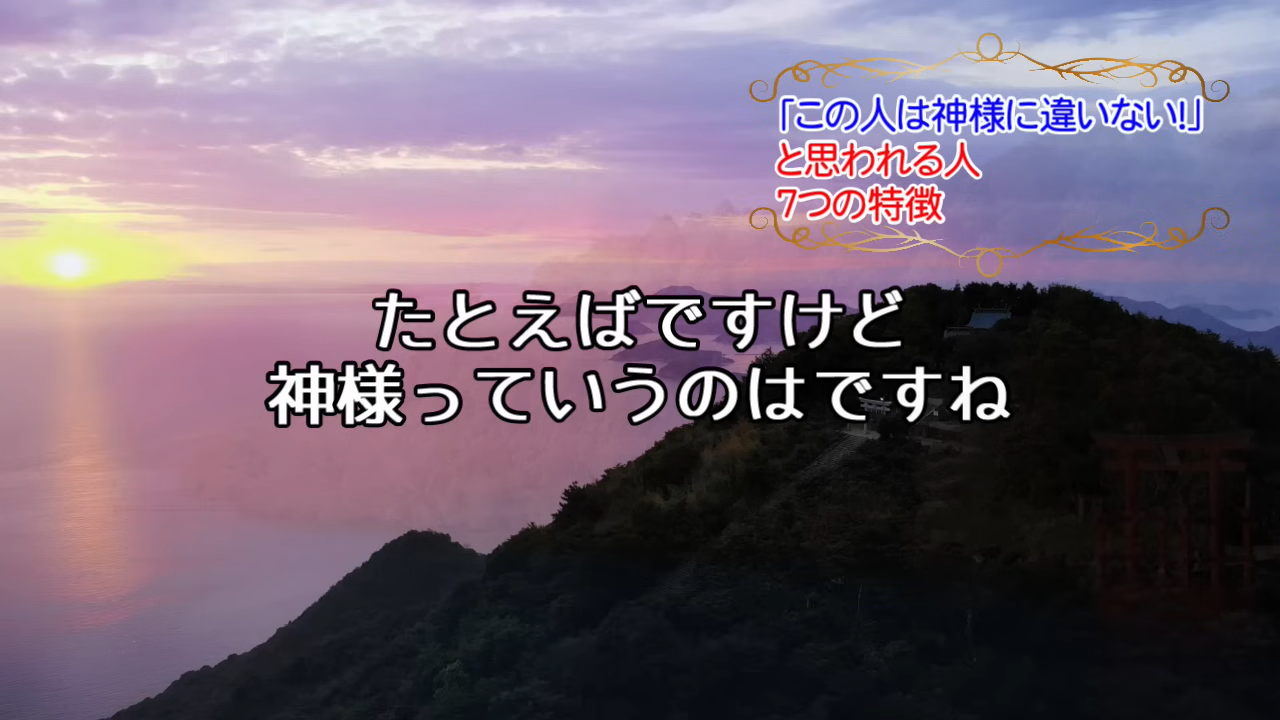 「この人は神様に違いない!」
と思われる人
7つの特徴
たとえばですけど
神様っていうのはですね